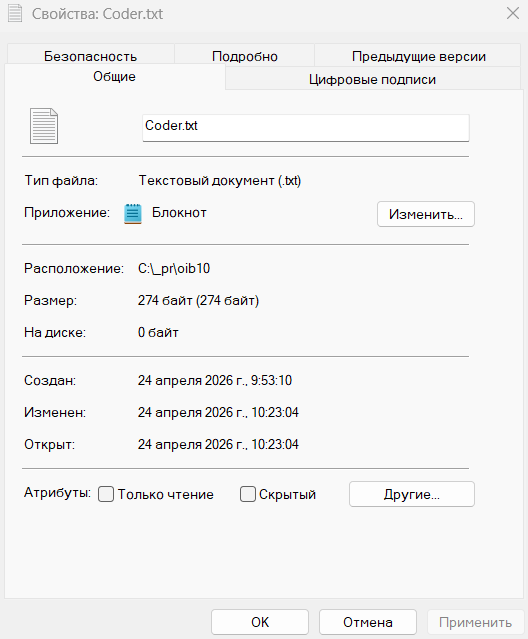 Свойства: Coder.txt
Безопасность Подробно Предыдущие версии
Общие Цифровые подписи
Coder.txt
Тип файла: Текстовый документ (.txt)
Приложение: Блокнот Изменить...
Расположение: C:\_pr\oib10
Размер: 274 байт (274 байт)
На диске: 0 байт
Создан: 24 апреля 2026 г., 9:53:10
Изменен: 24 апреля 2026 г., 10:23:04
Открыт: 24 апреля 2026 г., 10:23:04
Атрибуты: Только чтение Скрытый Другие...
ОК Отмена Применить